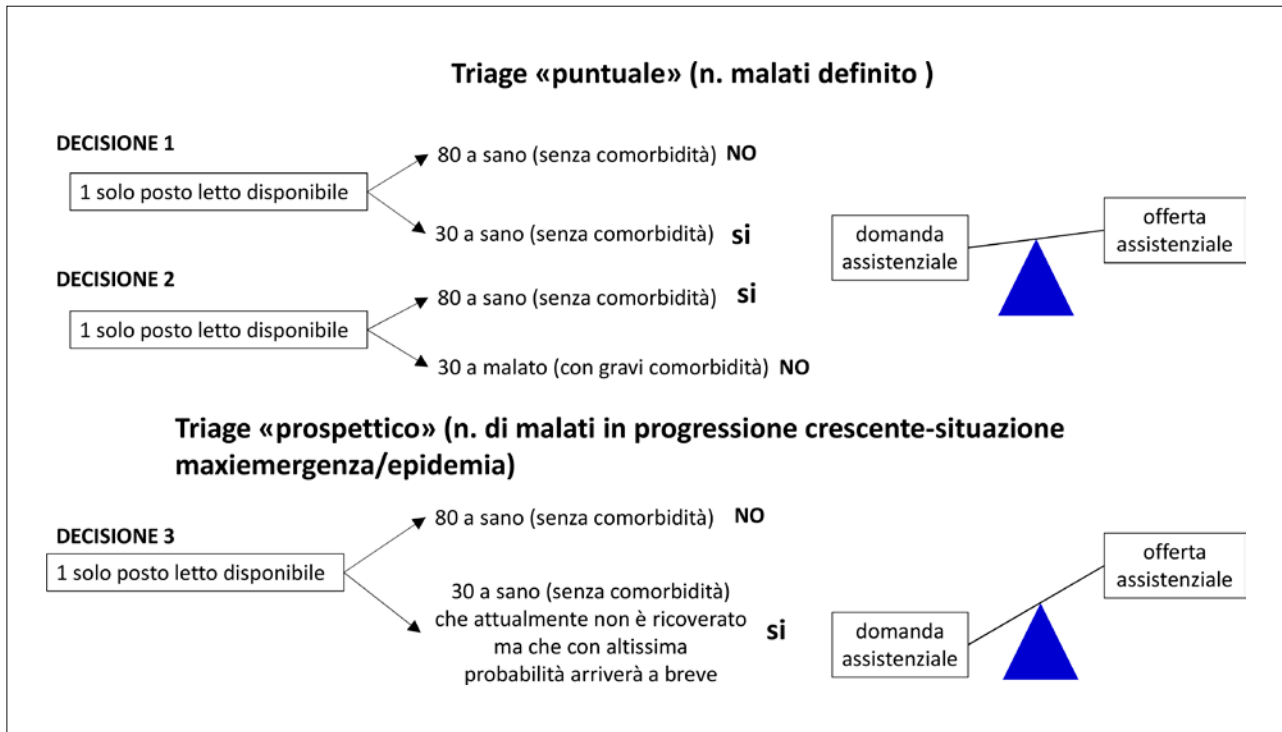 Triage «puntuale» (n. malati definito )
DECISIONE 1
1 solo posto letto disponibile
80 a sano (senza comorbidità) NO
30 a sano (senza comorbidità) si
domanda
assistenziale
offerta
assistenziale
DECISIONE 2
1 solo posto letto disponibile
80 a sano (senza comorbidità) si
30 a malato (con gravi comorbidità) NO
Triage «prospettico» (n. di malati in progressione crescente-situazione
maxiemergenza/epidemia)
DECISIONE 3
1 solo posto letto disponibile
80 a sano (senza comorbidità) NO
30 a sano (senza comorbidità)
che attualmente non è ricoverato
ma che con altissima
probabilità arriverà a breve
si
domanda
assistenziale
offerta
assistenziale